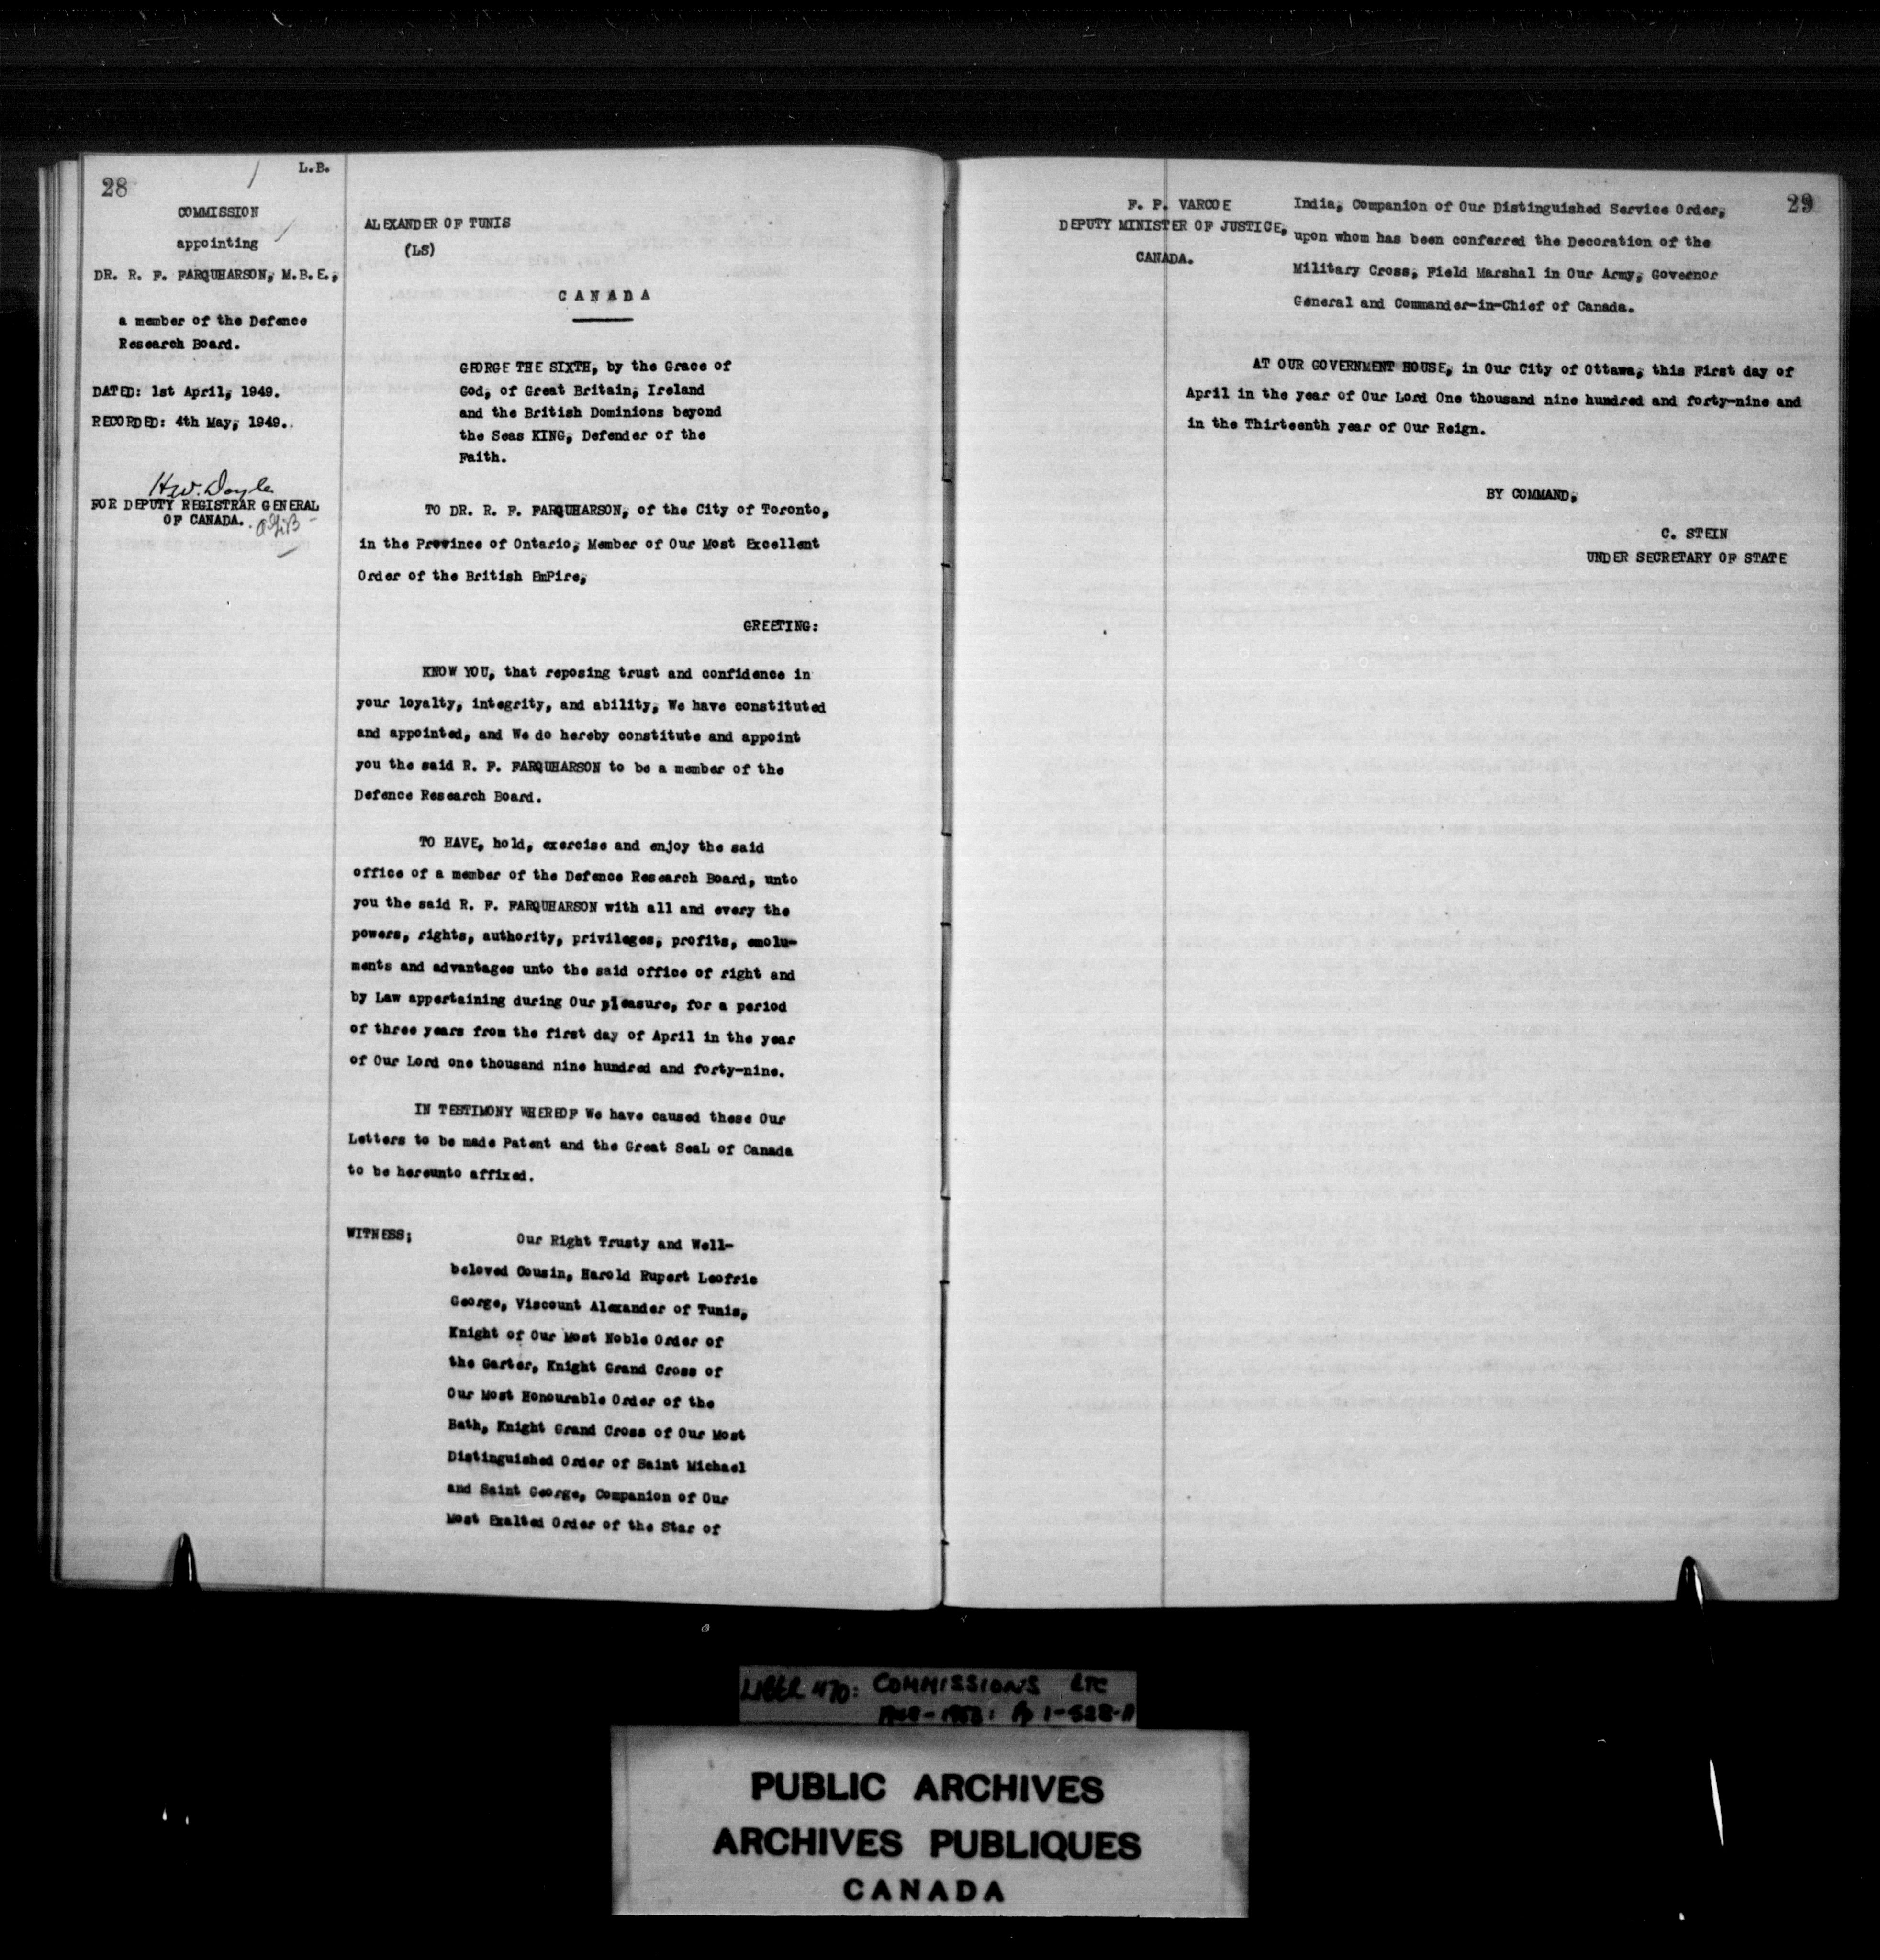 28
L.B.
COMMISSION
appointing
DR. R. F. FARQUHARSON, M.B.E.,
a member of the Defence
Research Board.
DATED: 1st April, 1949.
RECORDED: 4th May, 1949.
H.W. Doyle
FOR DEPUTY REGISTRAR GENERAL
OF CANADA.
ALEXANDER OF TUNIS
(LS)
CANADA
GEORGE THE SIXTH, by the Grace of
God, of Great Britain, Ireland
and the British Dominions beyond
the Seas KING, Defender of the
Faith.
TO DR. R. F. FARQUHARSON, of the City of Toronto,
in the Province of Ontario, Member of Our Most Excellent
Order of the British EmPire,
GREETING:
KNOW YOU, that reposing trust and confidence in
your loyalty, integrity, and ability, We have constituted
and appointed, and We do hereby constitute and appoint
you the said R. F. FARQUHARSON to be a member of the
Defence Research Board.
TO HAVE, hold, exercise and enjoy the said
office of a member of the Defence Research Board, unto
you the said R. F. FARQUHARSON with all and every the
powers, rights, authority, privileges, profits, emolu-
ments and advantages unto the said office of right and
by Law appertaining during Our pleasure, for a period
of three years from the first day of April in the year
of Our Lord one thousand nine hundred and forty-nine.
IN TESTIMONY WHEREOF We have caused these Our
Letters to be made Patent and the Great SeaL of Canada
to be hereunto affixed.
WITNESS; Our Right Trusty and Well-
beloved Cousin, Harold Rupert Leofric
George, Viscount Alexander of Tunis,
Knight of Our Most Noble Order of
the Garter, Knight Grand Cross of
Our Most Honourable Order of the
Bath, Knight Grand Cross of Our Most
Distinguished Order of Saint Michael
and Saint George, Companion of Our
Most Exalted Order of the Star of
29
F. P. VARCOE
DEPUTY MINISTER OF JUSTICE,
CANADA.
India, Companion of Our Distinguished Service Order,
upon whom has been conferred the Decoration of the
Military Cross, Field Marshal in Our Army, Governor
General and Commander-in-Chief of Canada.
AT OUR GOVERNMENT HOUSE, in Our City of Ottawa, this First day of
April in the year of Our Lord One thousand nine hundred and forty-nine and
in the Thirteenth year of Our Reign.
BY COMMAND,
C. STEIN
UNDER SECRETARY OF STATE
LIBER 470: COMMISSIONS ETC
pp 1-528-A
PUBLIC ARCHIVES
ARCHIVES PUBLIQUES
CANADA